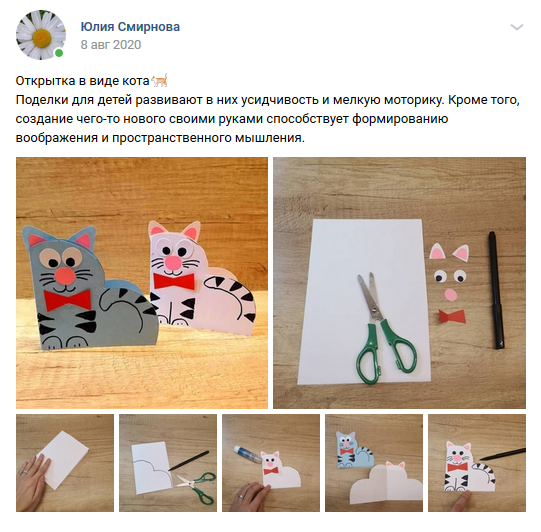 Юлия Смирнова
8 авг 2020
Открытка в виде кота🐈
Поделки для детей развивают в них усидчивость и мелкую моторику. Кроме того,
создание чего-то нового своими руками способствует формированию
воображения и пространственного мышления.